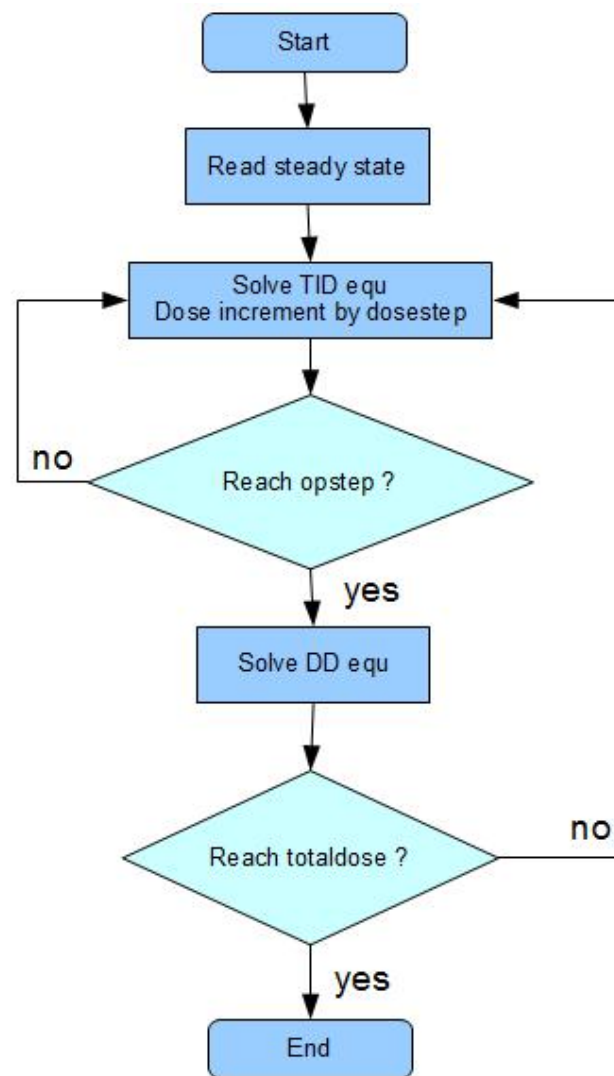 Start
Read steady state
Solve TID equ
Dose increment by dosestep
no
Reach opstep ?
yes
Solve DD equ
Reach totaldose ?
no
yes
End